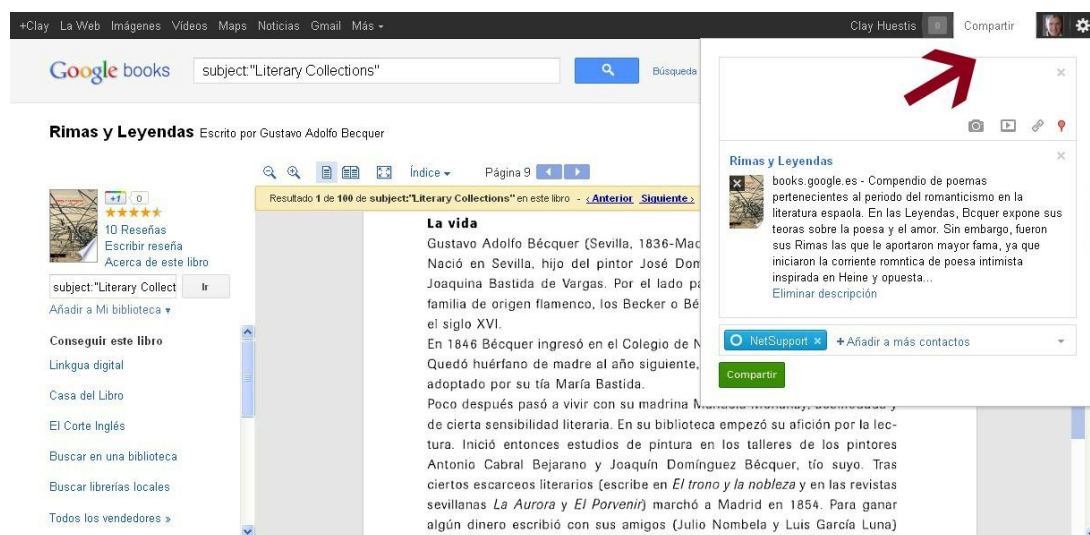 +Clay La Web Imágenes Vídeos Maps Noticias Gmail Más
Clay Huestis 0 Compartir
Google books
subject:"Literary Collections"
Búsqueda
Rimas y Leyendas Escrito por Gustavo Adolfo Becquer
Índice
Página 9
Resultado 1 de 100 de subject:"Literary Collections" en este libro - < Anterior Siguiente >
+1 0
10 Reseñas
Escribir reseña
Acerca de este libro
subject:"Literary Collect Ir
Añadir a Mi biblioteca
Conseguir este libro
Linkgua digital
Casa del Libro
El Corte Inglés
Buscar en una biblioteca
Buscar librerías locales
Todos los vendedores »
La vida
Gustavo Adolfo Bécquer (Sevilla, 1836-Mad
Nació en Sevilla, hijo del pintor José Dom
Joaquina Bastida de Vargas. Por el lado pa
familia de origen flamenco, los Becker o Bé
el siglo XVI.
En 1846 Bécquer ingresó en el Colegio de N
Quedó huérfano de madre al año siguiente,
adoptado por su tía María Bastida.
Poco después pasó a vivir con su madrina
de cierta sensibilidad literaria. En su biblioteca empezó su afición por la lec-
tura. Inició entonces estudios de pintura en los talleres de los pintores
Antonio Cabral Bejarano y Joaquín Domínguez Bécquer, tío suyo. Tras
ciertos escarceos literarios (escribe en El trono y la nobleza y en las revistas
sevillanas La Aurora y El Porvenir) marchó a Madrid en 1854. Para ganar
algún dinero escribió con sus amigos (Julio Nombela y Luis García Luna)
Rimas y Leyendas
books.google.es - Compendio de poemas
pertenecientes al periodo del romanticismo en la
literatura espaola. En las Leyendas, Bcquer expone sus
teoras sobre la poesa y el amor. Sin embargo, fueron
sus Rimas las que le aportaron mayor fama, ya que
iniciaron la corriente romntica de poesa intimista
inspirada en Heine y opuesta...
Eliminar descripción
NetSupport × +Añadir a más contactos
Compartir